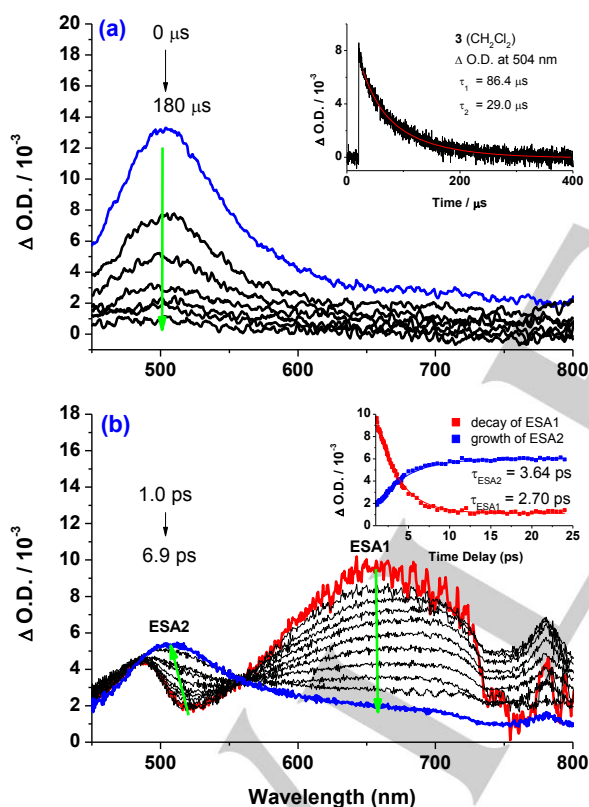 (a)
0 μs
180 μs
3 (CH2Cl2)
Δ O.D. at 504 nm
τ1 = 86.4 μs
τ2 = 29.0 μs
Δ O.D. / 10-3
8
4
0
0 200 400
Time / μs
Δ O.D. / 10-3
20
18
16
14
12
10
8
6
4
2
0
500 600 700 800
(b)
1.0 ps
6.9 ps
ESA2
ESA1
decay of ESA1
growth of ESA2
τESA2 = 3.64 ps
τESA1 = 2.70 ps
Δ O.D. / 10-3
10
8
6
4
2
0
5 10 15 20 25
Time Delay (ps)
Δ O.D. / 10-3
18
16
14
12
10
8
6
4
2
0
500 600 700 800
Wavelength (nm)